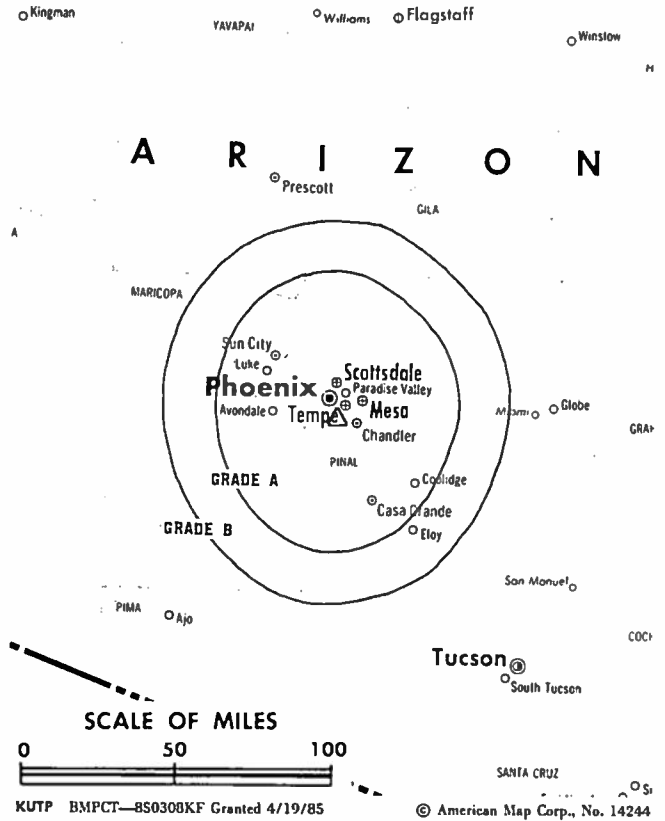 Kingman
YAVAPAI
Williams
Flagstaff
Winslow
H
A R I Z O N
Prescott
GILA
A
MARICOPA
Sun City
Luke
Scottsdale
Phoenix
Paradise Valley
Avondale
Tempe
Mesa
Miami
Globe
Chandler
GRAH
PINAL
GRADE A
Coolidge
Casa Grande
GRADE B
Eloy
San Manuel
PIMA
Ajo
COCH
Tucson
South Tucson
SCALE OF MILES
0 50 100
SANTA CRUZ
KUTP BMPCT—850308KF Granted 4/19/85
© American Map Corp., No. 14244